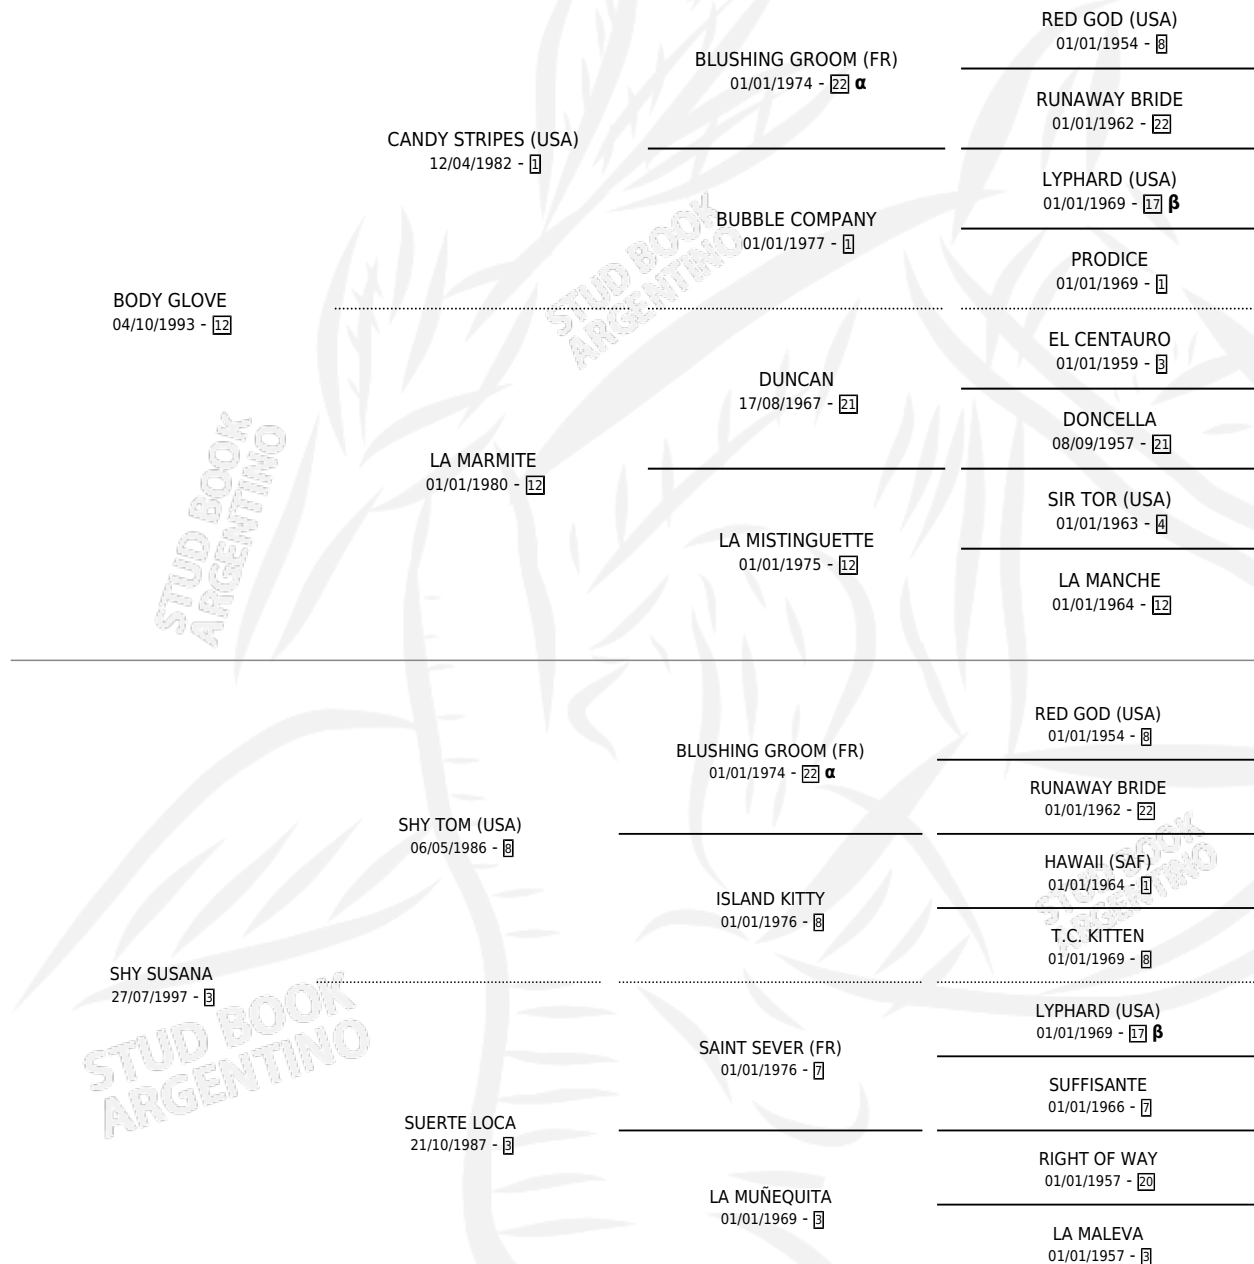 RED GOD (USA)
01/01/1954 - 8
BLUSHING GROOM (FR)
01/01/1974 - 22 α
RUNAWAY BRIDE
01/01/1962 - 22
CANDY STRIPES (USA)
12/04/1982 - 1
LYPHARD (USA)
01/01/1969 - 17 β
BUBBLE COMPANY
01/01/1977 - 1
PRODICE
01/01/1969 - 1
BODY GLOVE
04/10/1993 - 12
EL CENTAURO
01/01/1959 - 3
DUNCAN
17/08/1967 - 21
DONCELLA
08/09/1957 - 21
LA MARMITE
01/01/1980 - 12
SIR TOR (USA)
01/01/1963 - 4
LA MISTINGUETTE
01/01/1975 - 12
LA MANCHE
01/01/1964 - 12
STUD BOOK
ARGENTINO
STUD BOOK
ARGENTINO
RED GOD (USA)
01/01/1954 - 8
BLUSHING GROOM (FR)
01/01/1974 - 22 α
RUNAWAY BRIDE
01/01/1962 - 22
SHY TOM (USA)
06/05/1986 - 8
HAWAII (SAF)
01/01/1964 - 1
ISLAND KITTY
01/01/1976 - 8
T.C. KITTEN
01/01/1969 - 8
SHY SUSANA
27/07/1997 - 3
LYPHARD (USA)
01/01/1969 - 17 β
SAINT SEVER (FR)
01/01/1976 - 7
SUFFISANTE
01/01/1966 - 7
SUERTE LOCA
21/10/1987 - 3
RIGHT OF WAY
01/01/1957 - 20
LA MUÑEQUITA
01/01/1969 - 3
LA MALEVA
01/01/1957 - 3
STUD BOOK
ARGENTINO
STUD BOOK
ARGENTINO